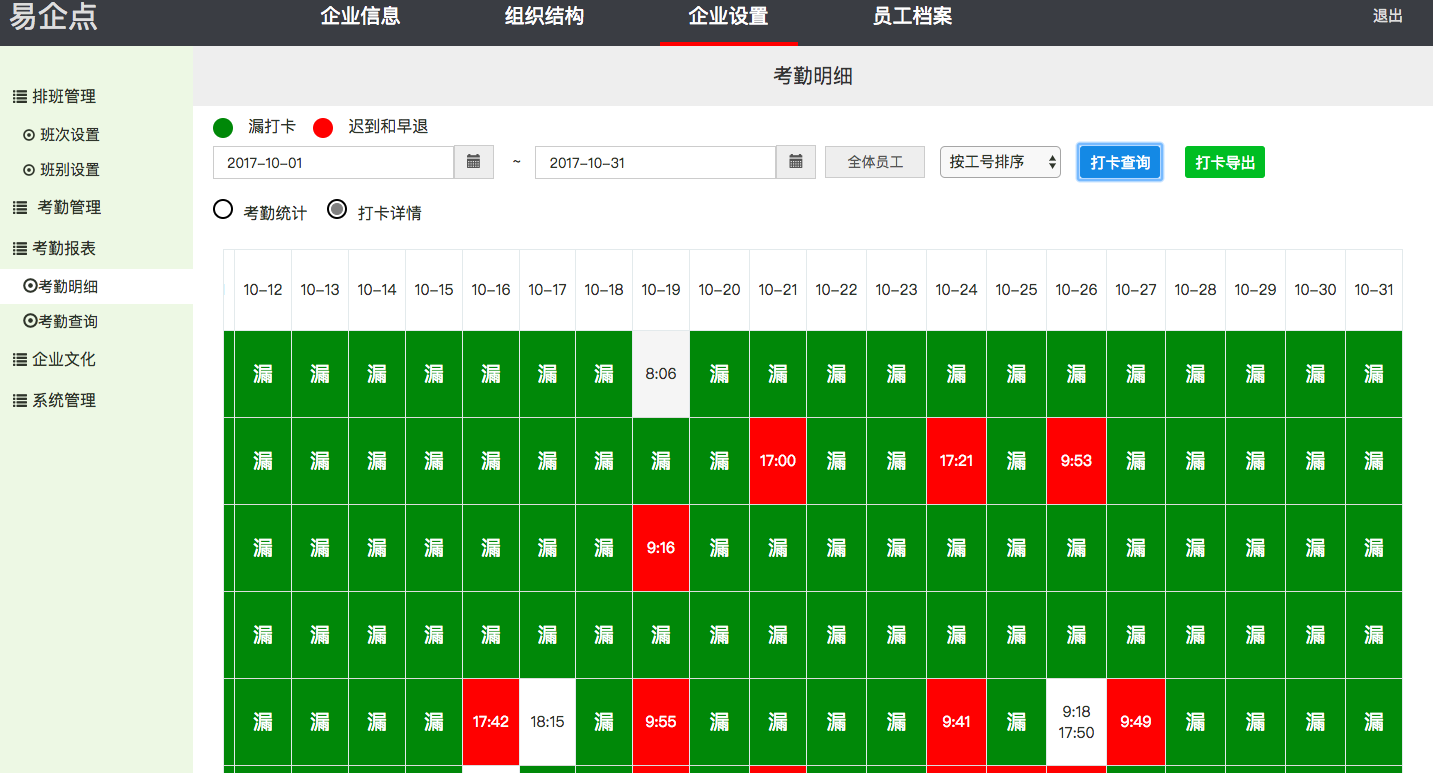 易企点 企业信息 组织结构 企业设置 员工档案 退出
考勤明细
排班管理
班次设置
班别设置
考勤管理
考勤报表
考勤明细
考勤查询
企业文化
系统管理
漏打卡 迟到和早退
2017-10-01 ~ 2017-10-31 全体员工 按工号排序 打卡查询 打卡导出
考勤统计 打卡详情
10-12 10-13 10-14 10-15 10-16 10-17 10-18 10-19 10-20 10-21 10-22 10-23 10-24 10-25 10-26 10-27 10-28 10-29 10-30 10-31
漏 漏 漏 漏 漏 漏 漏 8:06 漏 漏 漏 漏 漏 漏 漏 漏 漏 漏 漏 漏
漏 漏 漏 漏 漏 漏 漏 漏 漏 17:00 漏 漏 17:21 漏 9:53 漏 漏 漏 漏 漏
漏 漏 漏 漏 漏 漏 漏 9:16 漏 漏 漏 漏 漏 漏 漏 漏 漏 漏 漏 漏
漏 漏 漏 漏 漏 漏 漏 漏 漏 漏 漏 漏 漏 漏 漏 漏 漏 漏 漏 漏
漏 漏 漏 漏 17:42 18:15 漏 9:55 漏 漏 漏 漏 9:41 漏 9:18 17:50 9:49 漏 漏 漏 漏